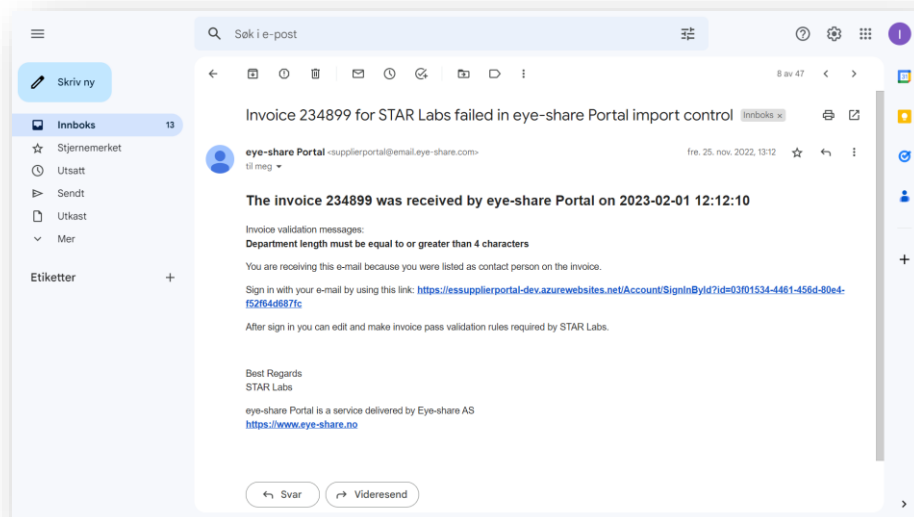 Søk i e-post
Skriv ny
Innboks 13
Stjernemerket
Utsatt
Sendt
Utkast
Mer
Etiketter
8 av 47
Invoice 234899 for STAR Labs failed in eye-share Portal import control Innboks ×
eye-share Portal <supplierportal@email.eye-share.com> fre. 25. nov. 2022, 13:12
til meg
The invoice 234899 was received by eye-share Portal on 2023-02-01 12:12:10
Invoice validation messages:
Department length must be equal to or greater than 4 characters
You are receiving this e-mail because you were listed as contact person on the invoice.
Sign in with your e-mail by using this link: https://essupplierportal-dev.azurewebsites.net/Account/SignInById?id=03f01534-4461-456d-80e4-
f52f64d687fc
After sign in you can edit and make invoice pass validation rules required by STAR Labs.
Best Regards
STAR Labs
eye-share Portal is a service delivered by Eye-share AS
https://www.eye-share.no
Svar
Videresend
I
31